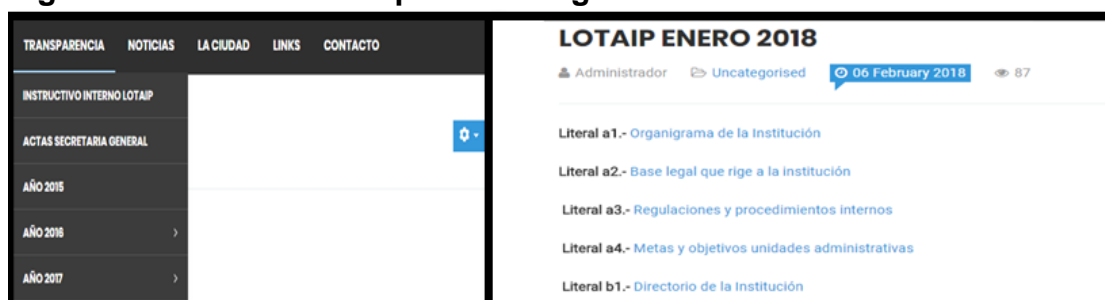 TRANSPARENCIA NOTICIAS LA CIUDAD LINKS CONTACTO
INSTRUCTIVO INTERNO LOTAIP
ACTAS SECRETARIA GENERAL
AÑO 2015
AÑO 2016
AÑO 2017
LOTAIP ENERO 2018
Administrador Uncategorised 06 February 2018 87
Literal a1.- Organigrama de la Institución
Literal a2.- Base legal que rige a la institución
Literal a3.- Regulaciones y procedimientos internos
Literal a4.- Metas y objetivos unidades administrativas
Literal b1.- Directorio de la Institución